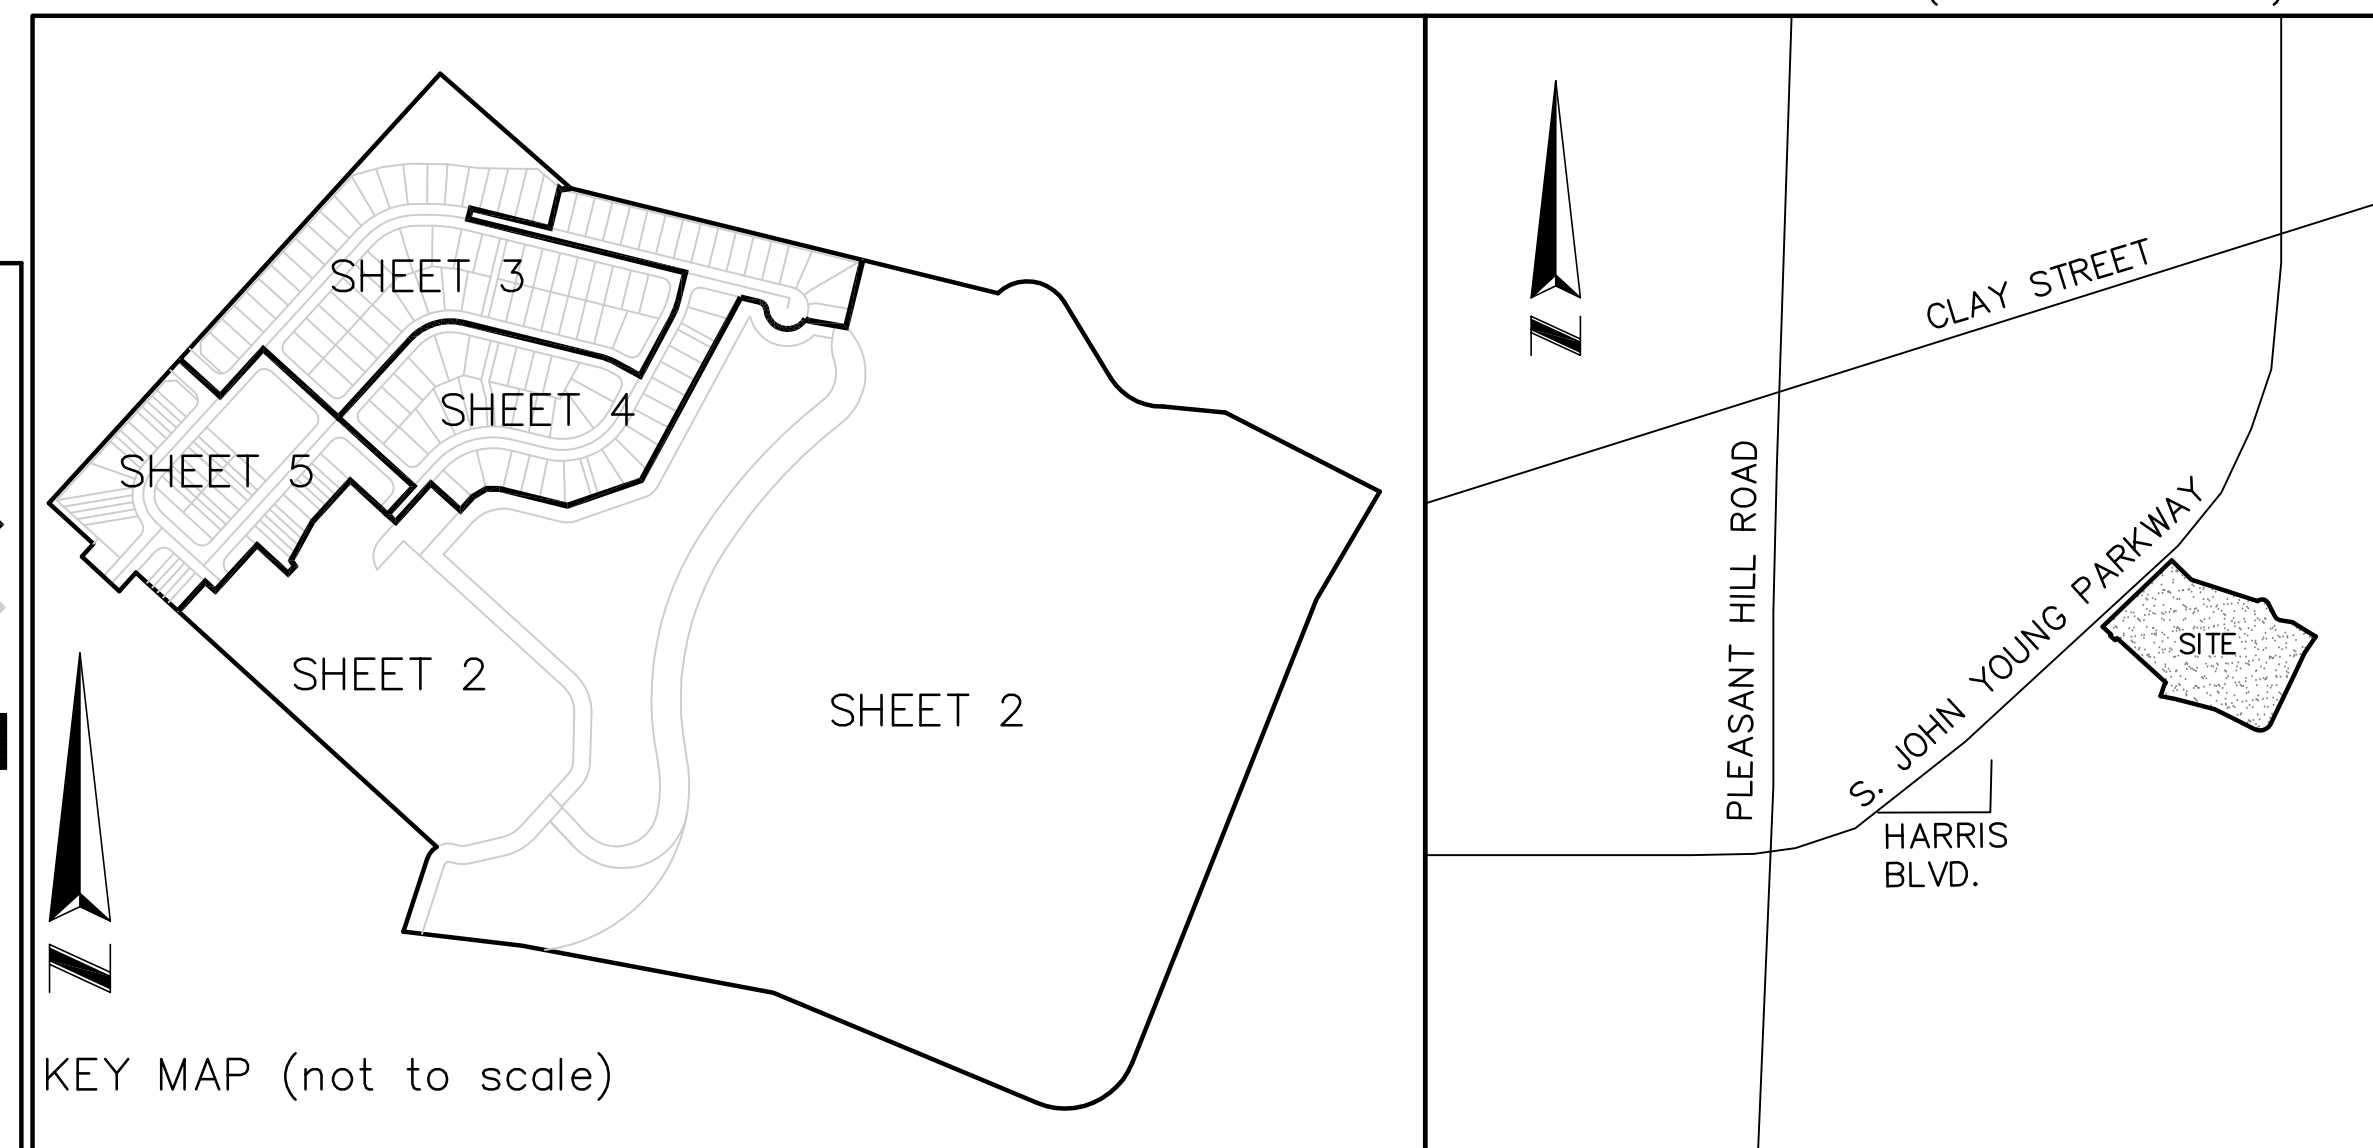 SHEET 3
SHEET 4
SHEET 5
SHEET 2
SHEET 2
N
KEY MAP (not to scale)
N
CLAY STREET
PLEASANT HILL ROAD
S. JOHN YOUNG PARKWAY
SITE
HARRIS
BLVD.